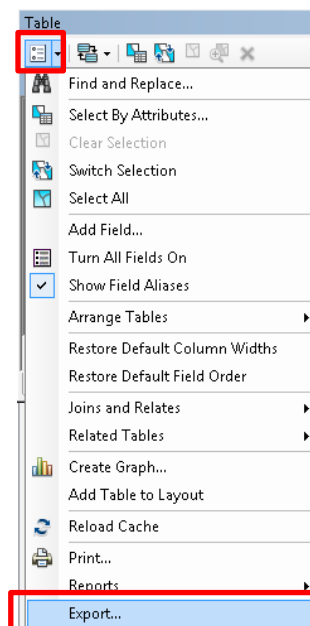 Table
Find and Replace...
Select By Attributes...
Clear Selection
Switch Selection
Select All
Add Field...
Turn All Fields On
Show Field Aliases
Arrange Tables
Restore Default Column Widths
Restore Default Field Order
Joins and Relates
Related Tables
Create Graph...
Add Table to Layout
Reload Cache
Print...
Reports
Export...